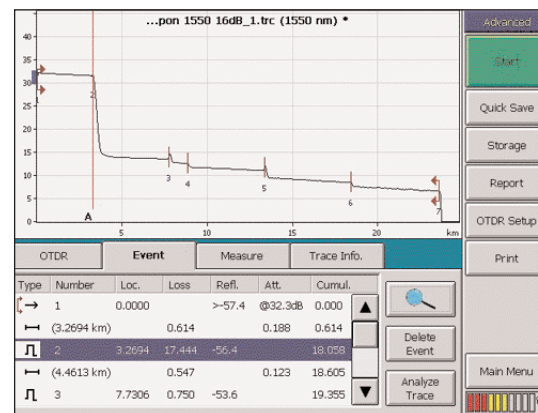 ...pon 1550 16dB_1.trc (1550 nm) *
Advanced
40
35
30
25
20
15
10
5
0
1
2
3
4
5
6
7
A
5
10
15
20
km
Start
Quick Save
Storage
Report
OTDR Setup
Print
Main Menu
OTDR
Event
Measure
Trace Info.
Type Number Loc. Loss Refl. Att. Cumul.
1 0.0000 >-57.4 @32.3dB 0.000
(3.2694 km) 0.614 0.188 0.614
2 3.2694 17.444 -56.4 18.058
(4.4613 km) 0.547 0.123 18.605
3 7.7306 0.750 -53.6 19.355
Delete
Event
Analyze
Trace